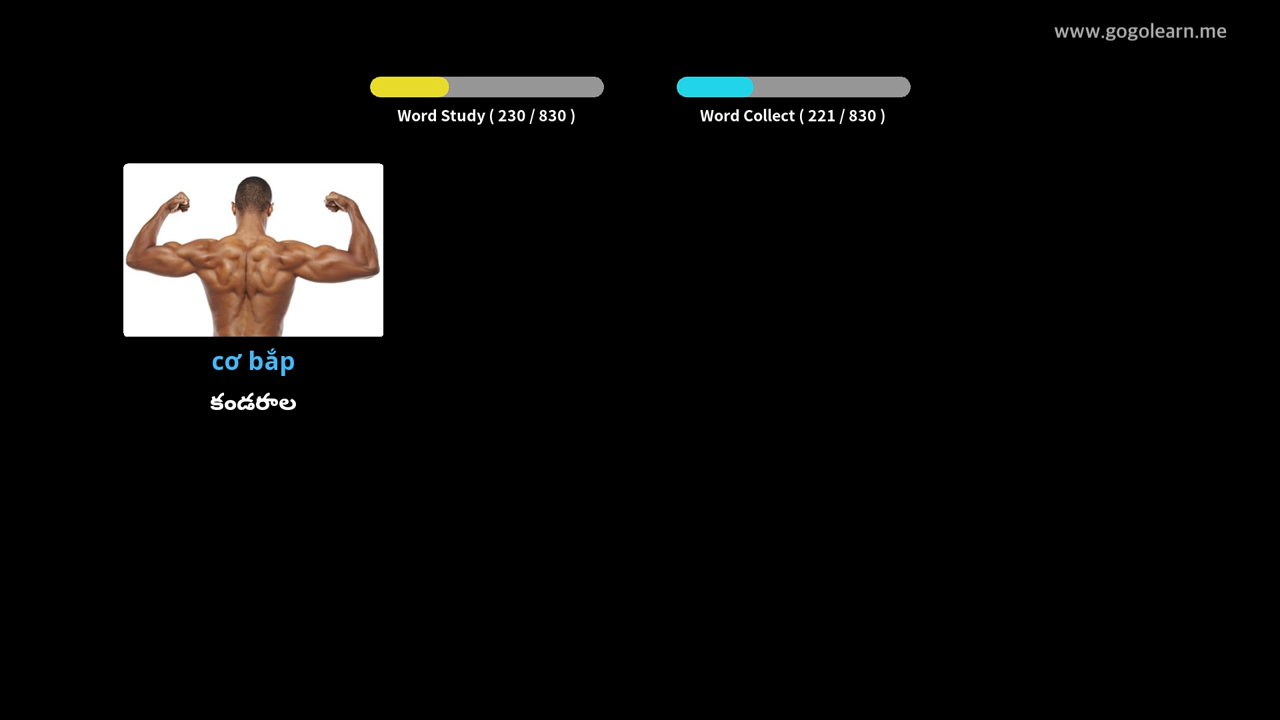 www.gogolearn.me
Word Study ( 230 / 830 )
Word Collect ( 221 / 830 )
cơ bắp
కండరాల